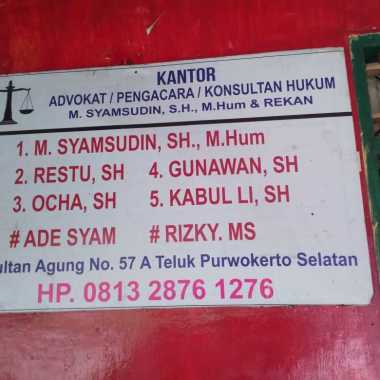 KANTOR
ADVOKAT / PENGACARA / KONSULTAN HUKUM
M. SYAMSUDIN, S.H., M.Hum & REKAN
1. M. SYAMSUDIN, SH., M.Hum
2. RESTU, SH 4. GUNAWAN, SH
3. OCHA, SH 5. KABUL LI, SH
# ADE SYAM # RIZKY. MS
ultan Agung No. 57 A Teluk Purwokerto Selatan
HP. 0813 2876 1276